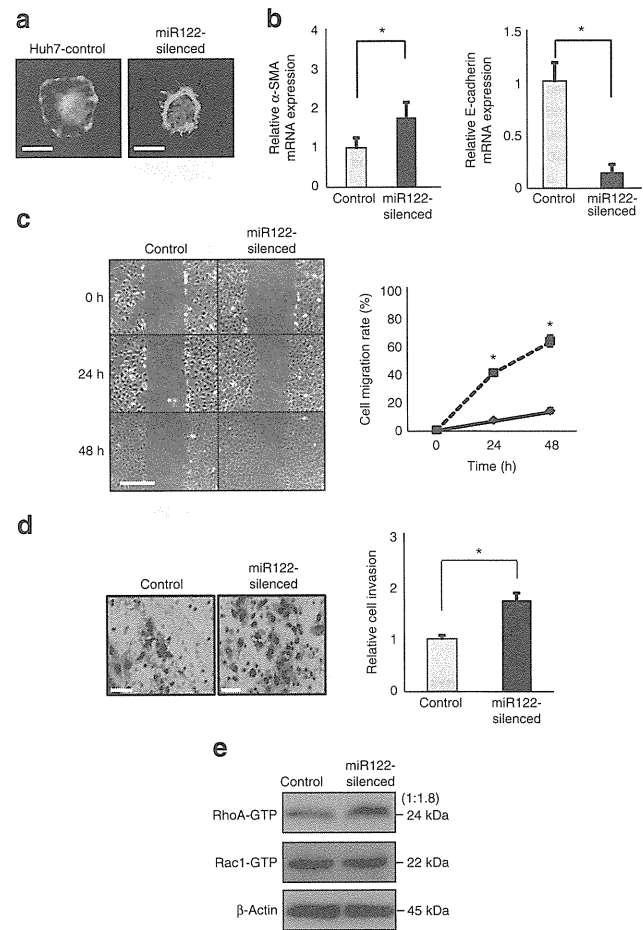 a
Huh7-control
miR122-
silenced
b
Relative α-SMA
mRNA expression
4
3
2
1
0
*
Control
miR122-
silenced
Relative E-cadherin
mRNA expression
1.5
1
0.5
0
*
Control
miR122-
silenced
c
Control
miR122-
silenced
0 h
24 h
48 h
Cell migration rate (%)
100
80
60
40
20
0
*
*
0
24
48
Time (h)
d
Control
miR122-
silenced
Relative cell invasion
3
2
1
0
*
Control
miR122-
silenced
e
Control
miR122-
silenced
(1:1.8)
RhoA-GTP
24 kDa
Rac1-GTP
22 kDa
β-Actin
45 kDa